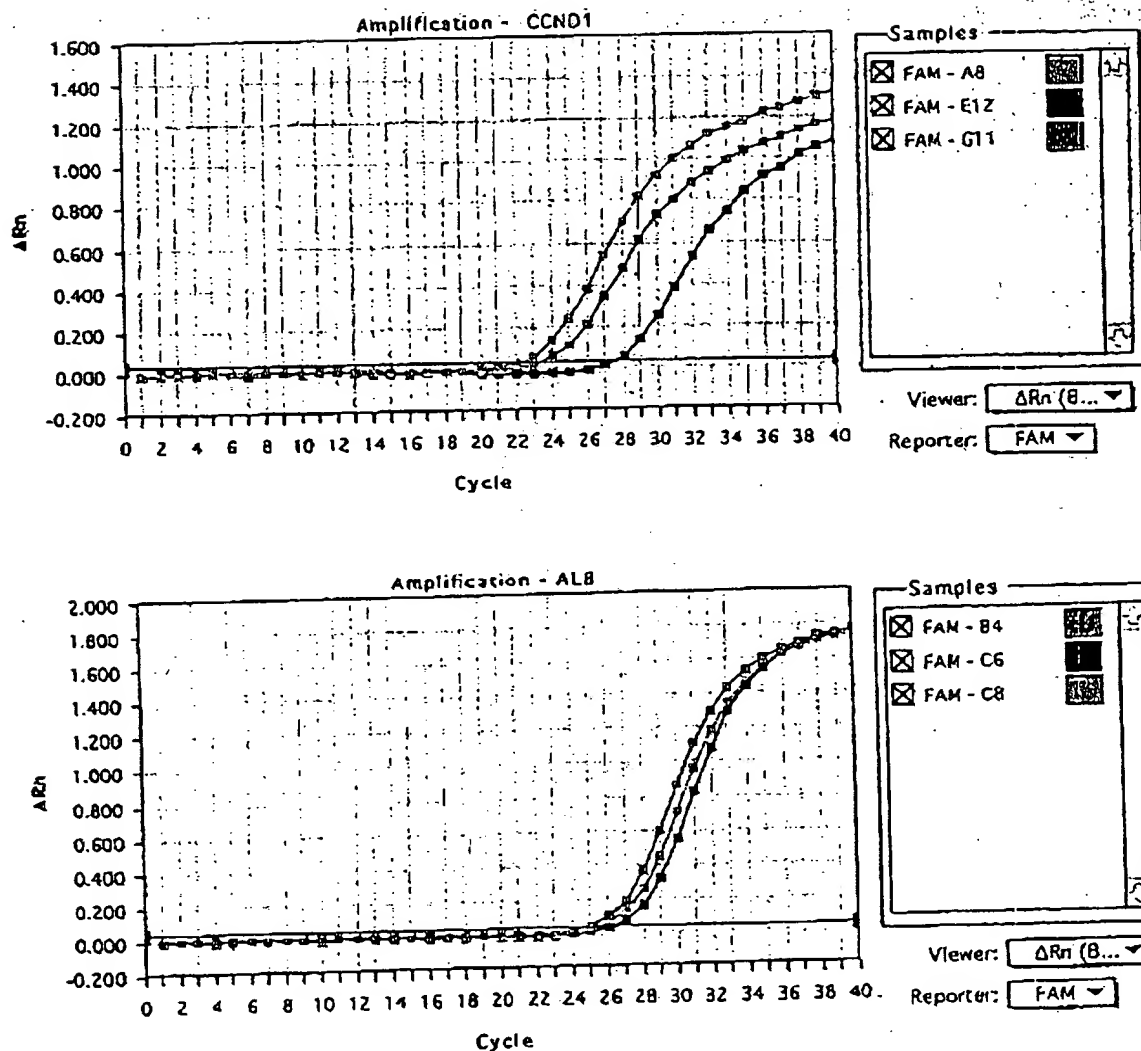 Amplification - CCND1
1.600
1.400
1.200
1.000
0.800
0.600
0.400
0.200
0.000
-0.200
ΔRn
0 2 4 6 8 10 12 14 16 18 20 22 24 26 28 30 32 34 36 38 40
Cycle
Samples
FAM - A8
FAM - E12
FAM - G11
Viewer: ΔRn (B...
Reporter: FAM
Amplification - ALB
2.000
1.800
1.600
1.400
1.200
1.000
0.800
0.600
0.400
0.200
0.000
-0.200
ΔRn
0 2 4 6 8 10 12 14 16 18 20 22 24 26 28 30 32 34 36 38 40
Cycle
Samples
FAM - B4
FAM - C6
FAM - C8
Viewer: ΔRn (B...
Reporter: FAM